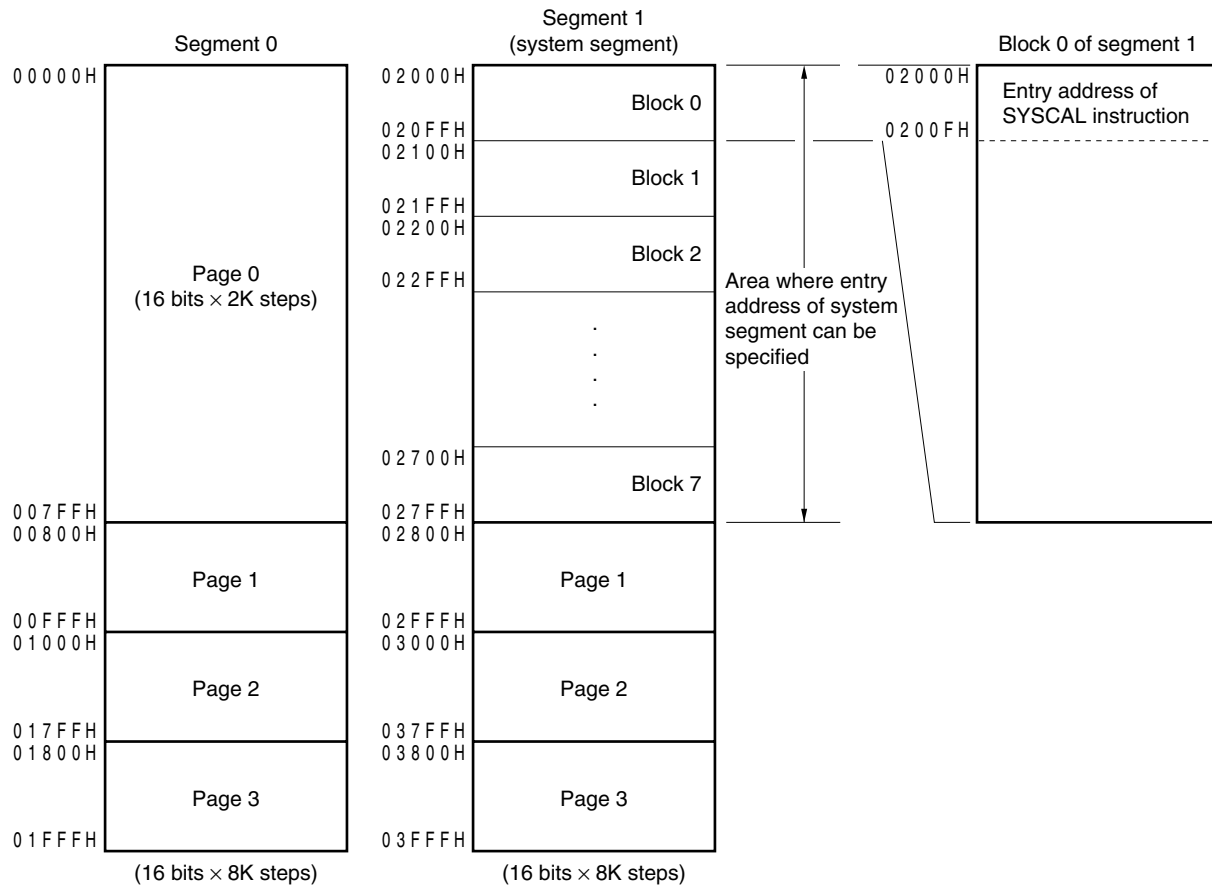 Segment 0
00000H
Page 0
(16 bits × 2K steps)
007FFH
00800H
Page 1
00FFFH
01000H
Page 2
017FFH
01800H
Page 3
01FFFH
(16 bits × 8K steps)
Segment 1
(system segment)
02000H
Block 0
020FFH
02100H
Block 1
021FFH
02200H
Block 2
022FFH
02700H
Block 7
027FFH
02800H
Page 1
02FFFH
03000H
Page 2
037FFH
03800H
Page 3
03FFFH
(16 bits × 8K steps)
Area where entry
address of system
segment can be
specified
Block 0 of segment 1
02000H
Entry address of
SYSCAL instruction
0200FH